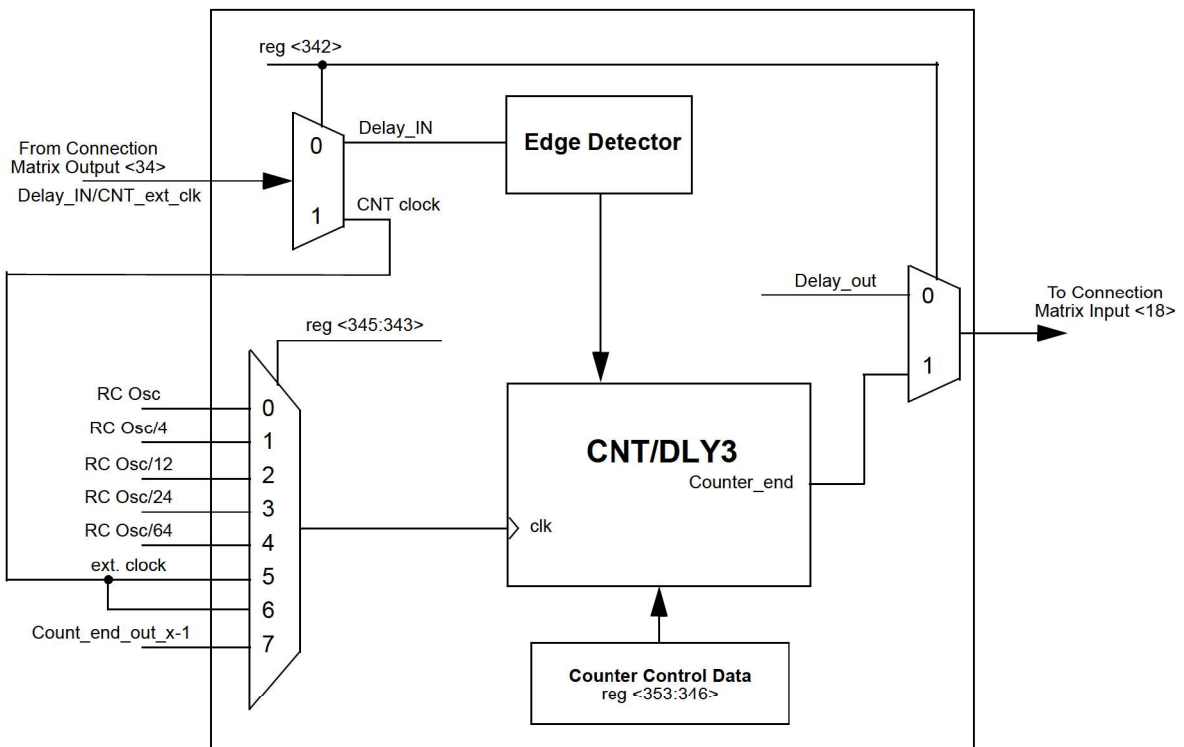 reg <342>
From Connection
Matrix Output <34>
Delay_IN/CNT_ext_clk
0
1
Delay_IN
CNT clock
Edge Detector
Delay_out
0
1
To Connection
Matrix Input <18>
reg <345:343>
RC Osc
0
RC Osc/4
1
RC Osc/12
2
RC Osc/24
3
RC Osc/64
4
ext. clock
5
6
Count_end_out_x-1
7
CNT/DLY3
Counter_end
clk
Counter Control Data
reg <353:346>